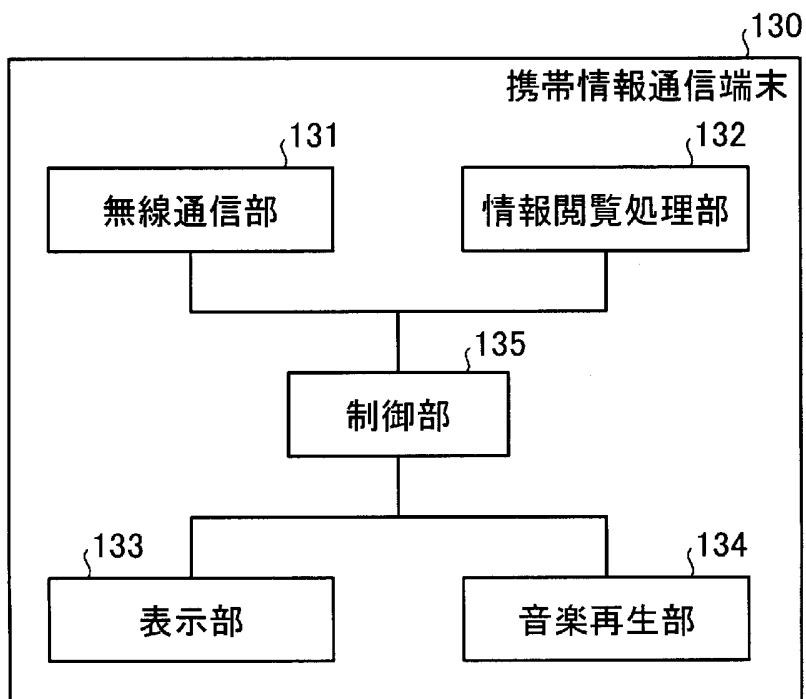 130
携帯情報通信端末
131
無線通信部
132
情報閲覧処理部
135
制御部
133
表示部
134
音楽再生部